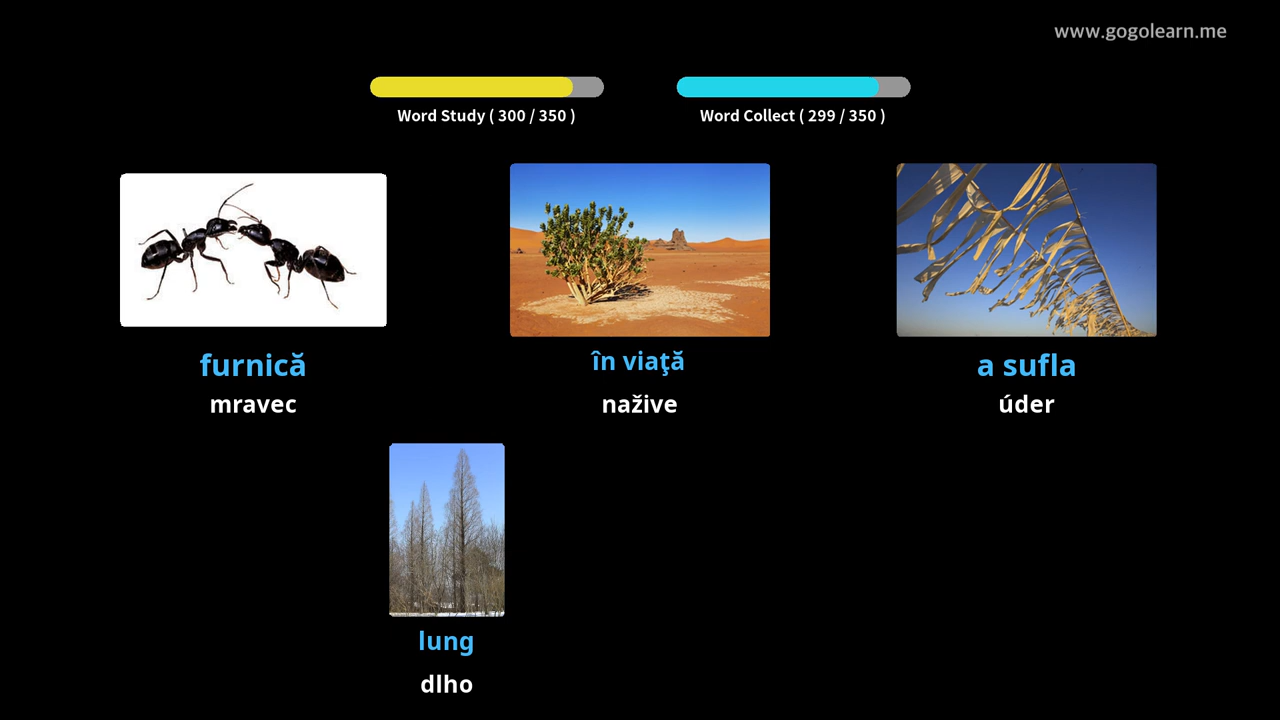 www.gogolearn.me
Word Study ( 300 / 350 )
Word Collect ( 299 / 350 )
furnică
în viaţă
a sufla
mravec
nažive
úder
lung
dlho